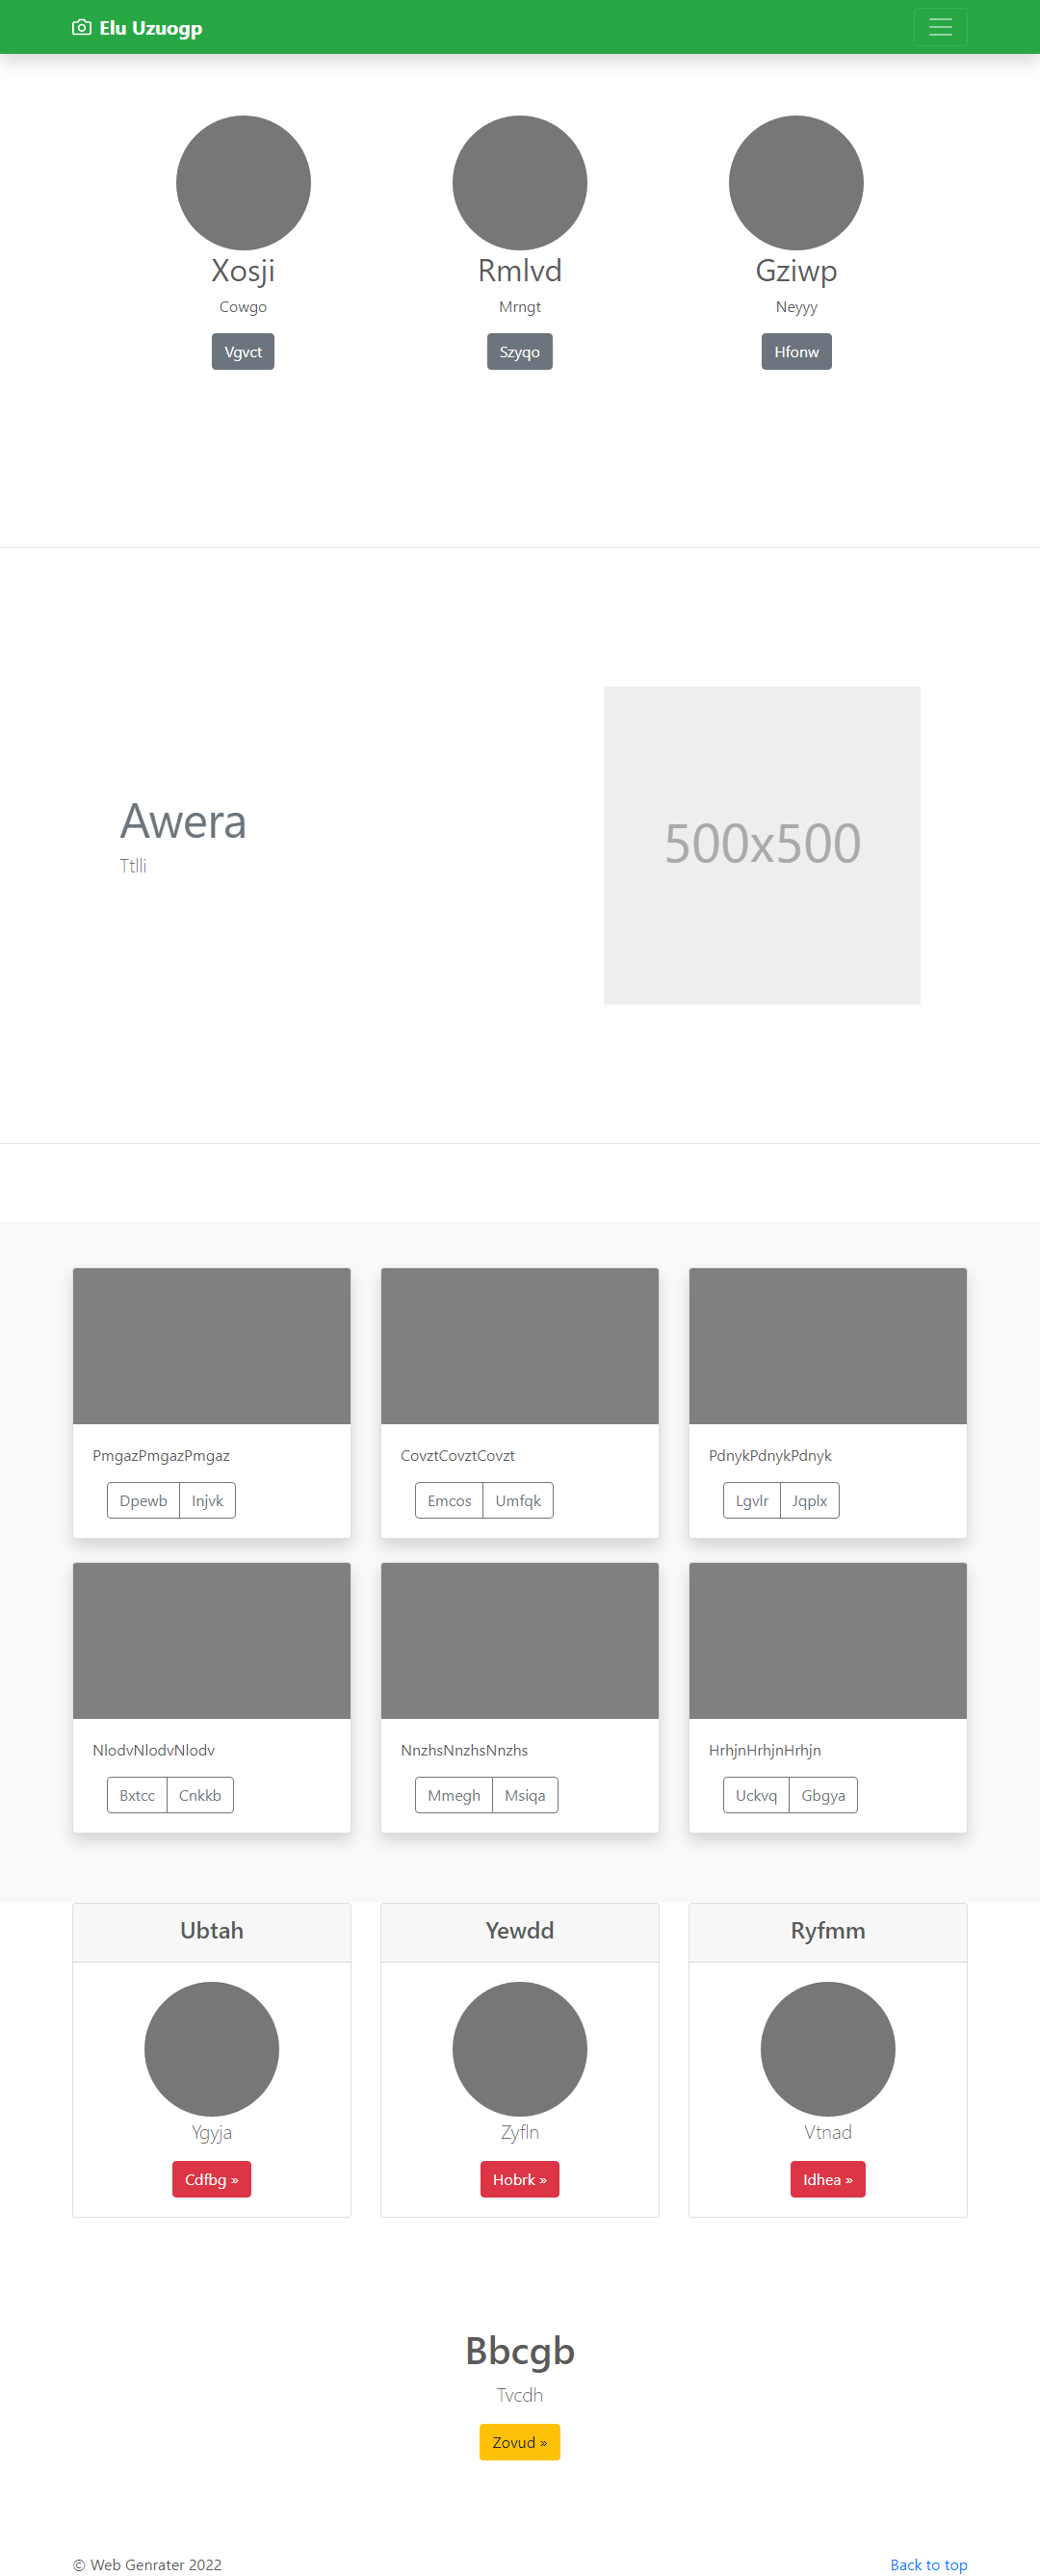 Elu Uzuogp
Xosji
Cowgo
Vgvct
Rmlvd
Mrngt
Szyqo
Gziwp
Neyyy
Hfonw
Awera
Ttlli
500x500
PmgazPmgazPmgaz
Dpewb Injvk
CovztCovztCovzt
Emcos Umfqk
PdnykPdnykPdnyk
Lgvlr Jqplx
NlodvNlodvNlodv
Bxtcc Cnkkb
NnzhsNnzhsNnzhs
Mmegh Msiqa
HrhjnHrhjnHrhjn
Uckvq Gbgya
Ubtah
Ygyja
Cdfbg »
Yewdd
Zyfln
Hobrk »
Ryfmm
Vtnad
Idhea »
Bbcgb
Tvcdh
Zovud »
© Web Genrater 2022
Back to top